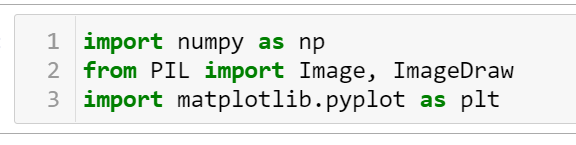 1 import numpy as np
2 from PIL import Image, ImageDraw
3 import matplotlib.pyplot as plt